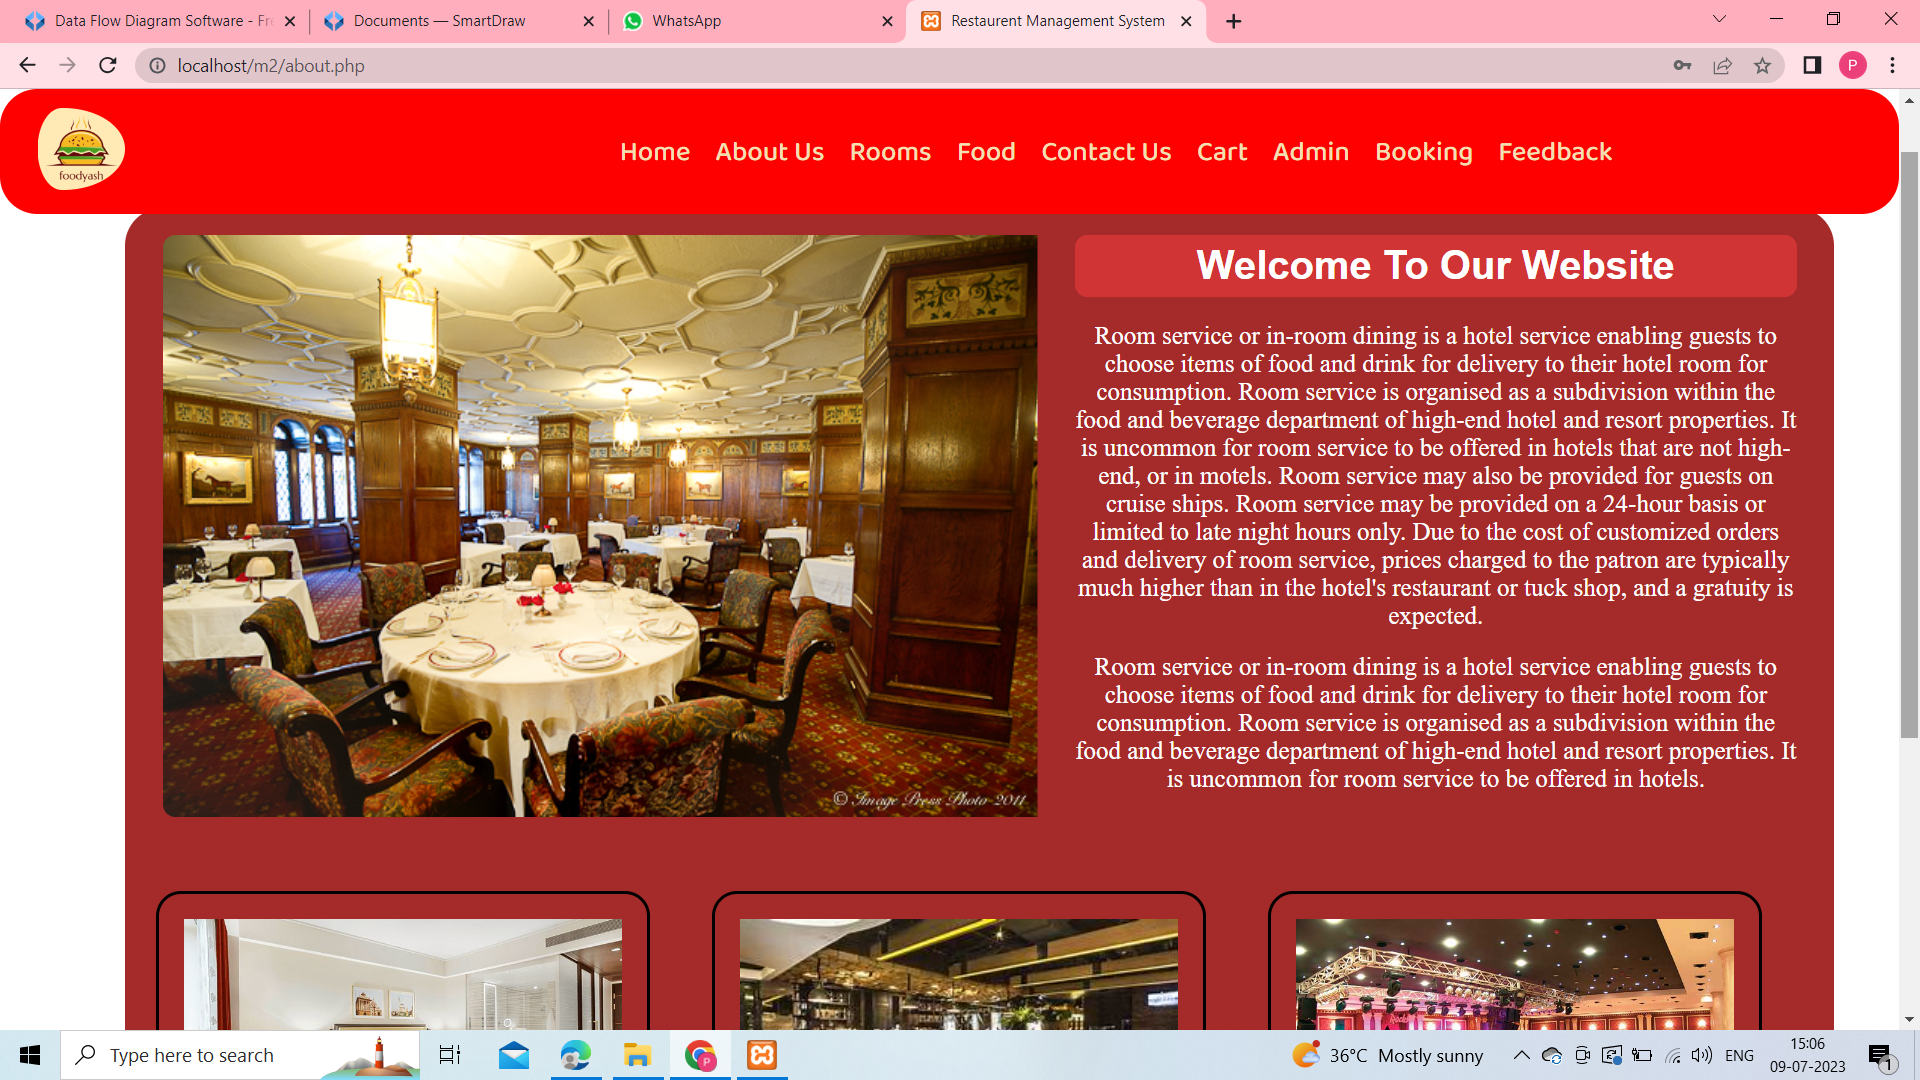 Data Flow Diagram Software - Fre
Documents — SmartDraw
WhatsApp
Restaurent Management System
localhost/m2/about.php
P
foodyash
Home About Us Rooms Food Contact Us Cart Admin Booking Feedback
Welcome To Our Website
Room service or in-room dining is a hotel service enabling guests to
choose items of food and drink for delivery to their hotel room for
consumption. Room service is organised as a subdivision within the
food and beverage department of high-end hotel and resort properties. It
is uncommon for room service to be offered in hotels that are not high-
end, or in motels. Room service may also be provided for guests on
cruise ships. Room service may be provided on a 24-hour basis or
limited to late night hours only. Due to the cost of customized orders
and delivery of room service, prices charged to the patron are typically
much higher than in the hotel's restaurant or tuck shop, and a gratuity is
expected.
Room service or in-room dining is a hotel service enabling guests to
choose items of food and drink for delivery to their hotel room for
consumption. Room service is organised as a subdivision within the
food and beverage department of high-end hotel and resort properties. It
is uncommon for room service to be offered in hotels.
© Image Press Photo 2011
Type here to search
P
36°C Mostly sunny
ENG
15:06
09-07-2023
1